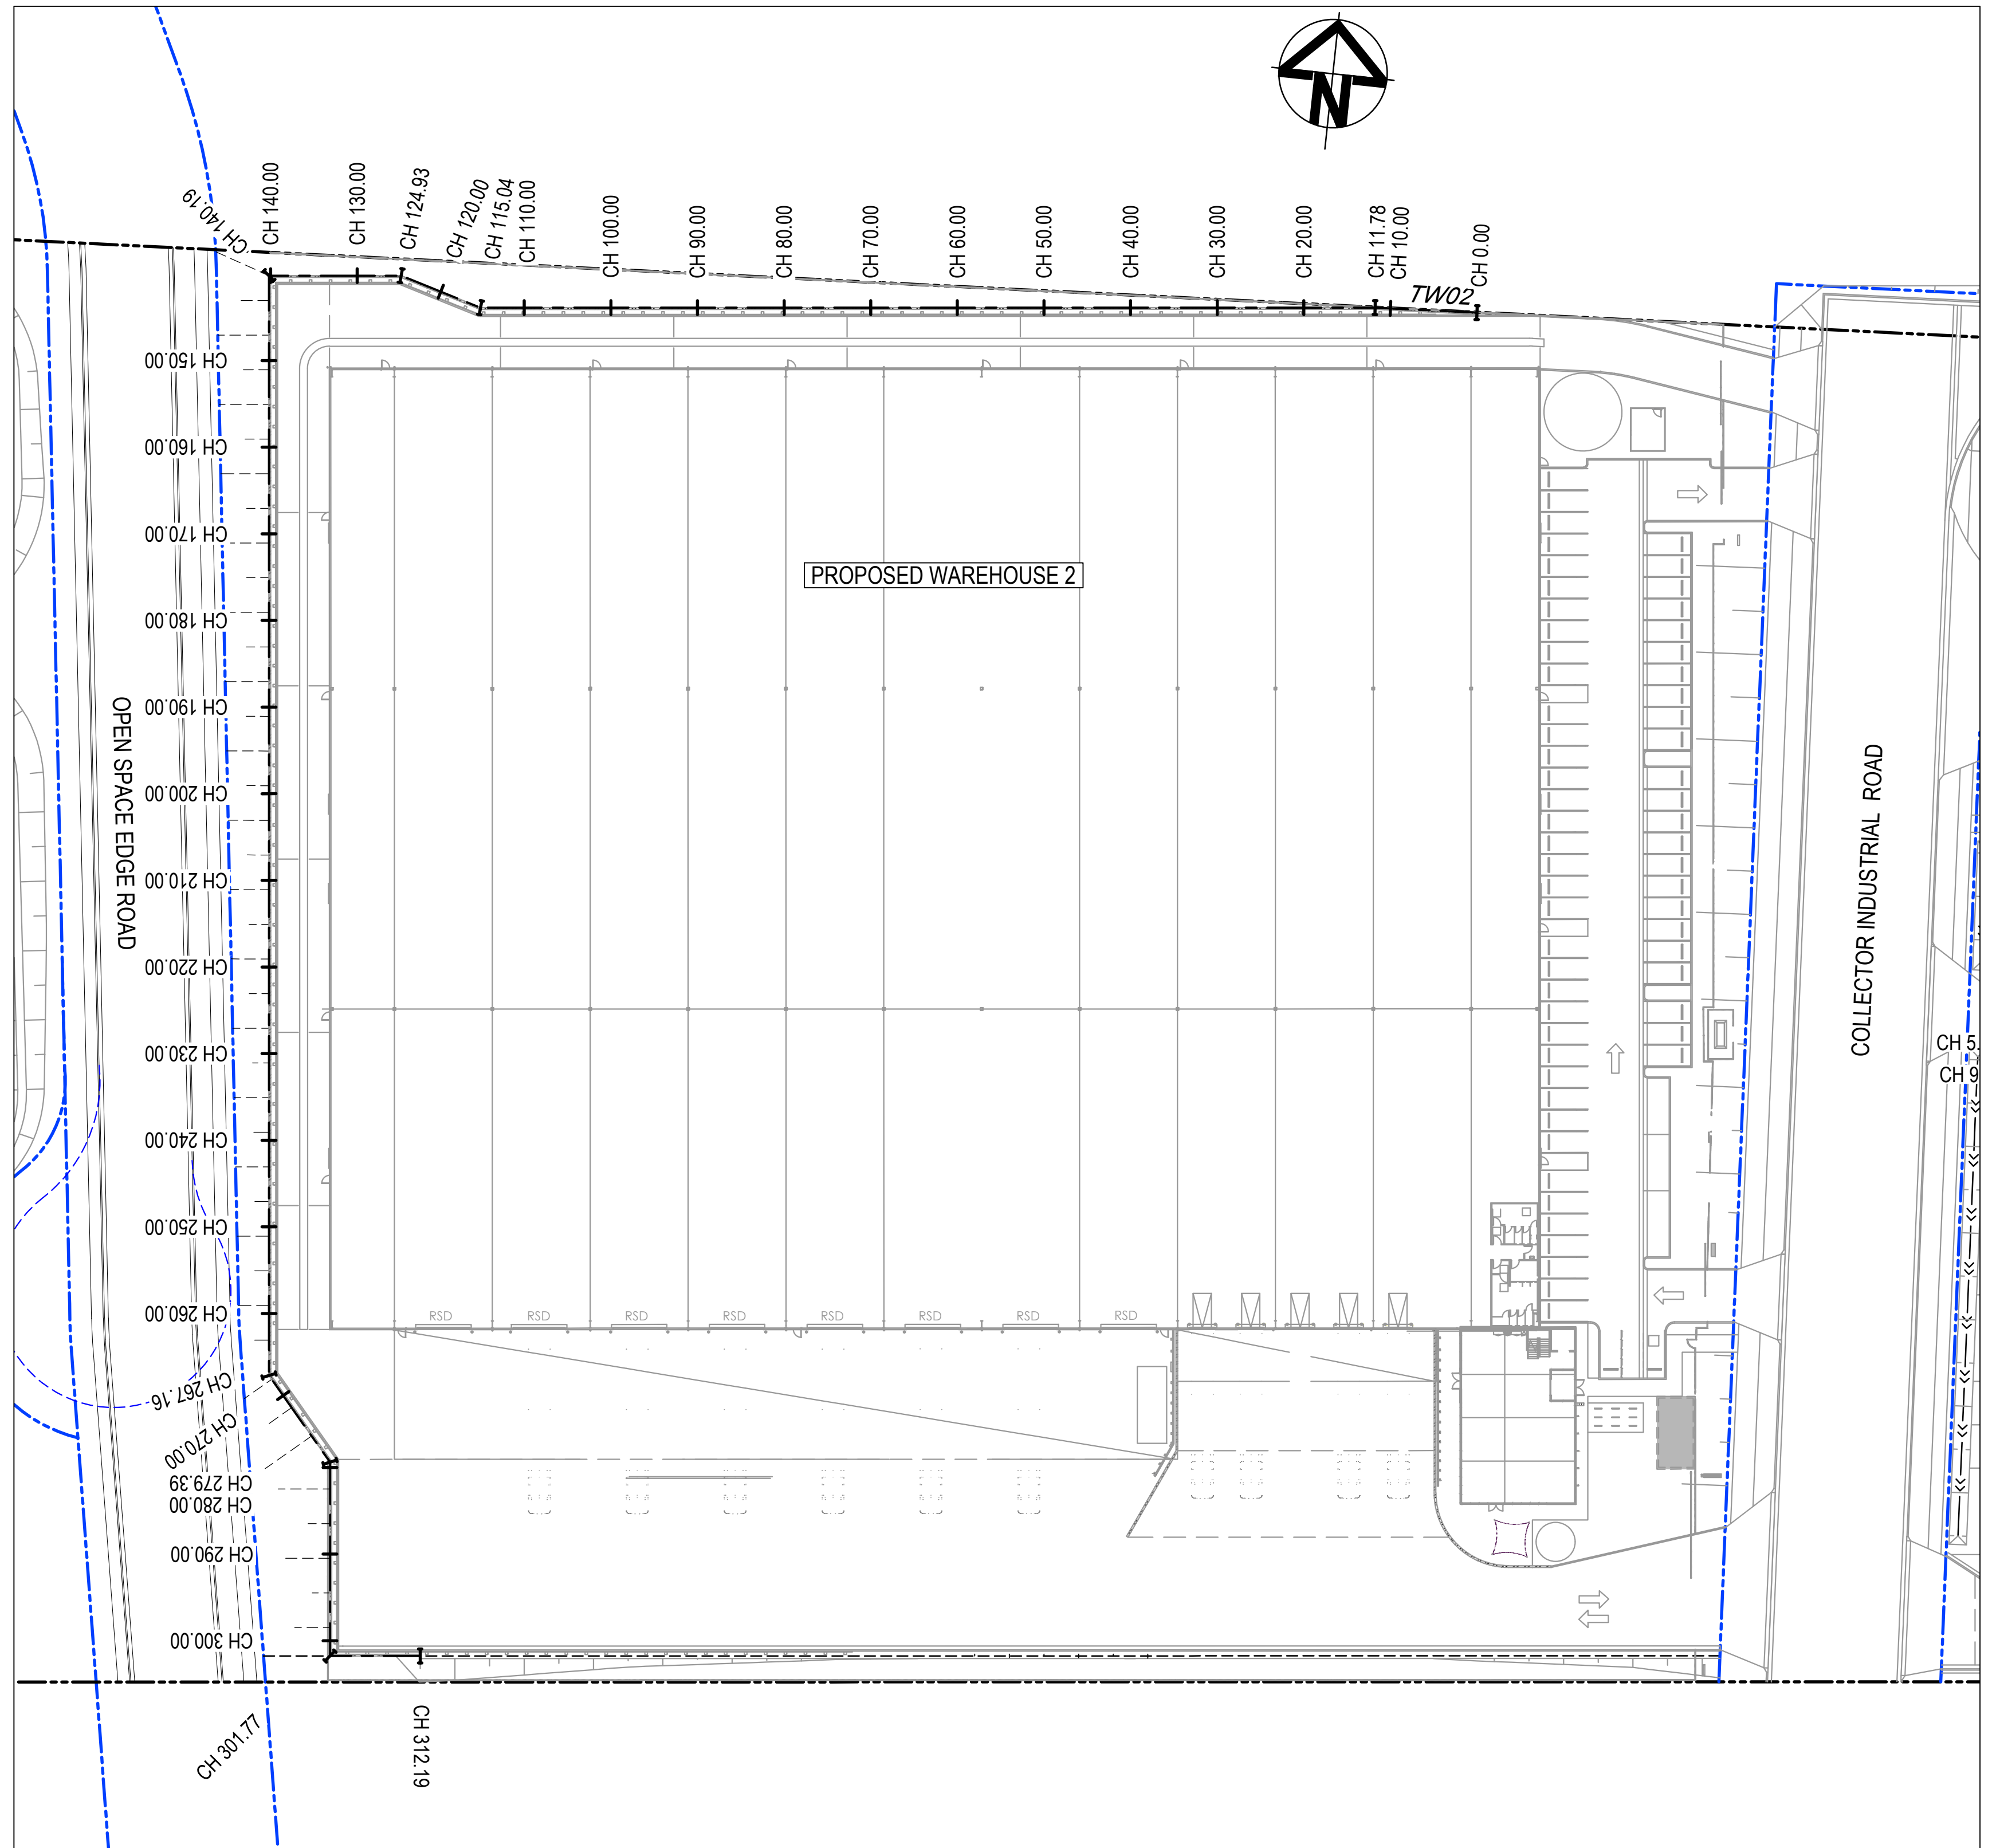 N
CH 140.19
CH 140.00
CH 130.00
CH 124.93
CH 120.00
CH 115.04
CH 110.00
CH 100.00
CH 90.00
CH 80.00
CH 70.00
CH 60.00
CH 50.00
CH 40.00
CH 30.00
CH 20.00
CH 11.78
CH 10.00
CH 0.00
TW02
CH 150.00
CH 160.00
CH 170.00
CH 180.00
CH 190.00
CH 200.00
CH 210.00
CH 220.00
CH 230.00
CH 240.00
CH 250.00
CH 260.00
CH 267.16
CH 270.00
CH 279.39
CH 280.00
CH 290.00
CH 300.00
CH 301.77
CH 312.19
PROPOSED WAREHOUSE 2
OPEN SPACE EDGE ROAD
COLLECTOR INDUSTRIAL ROAD
CH 5.
CH 9
RSD
RSD
RSD
RSD
RSD
RSD
RSD
RSD